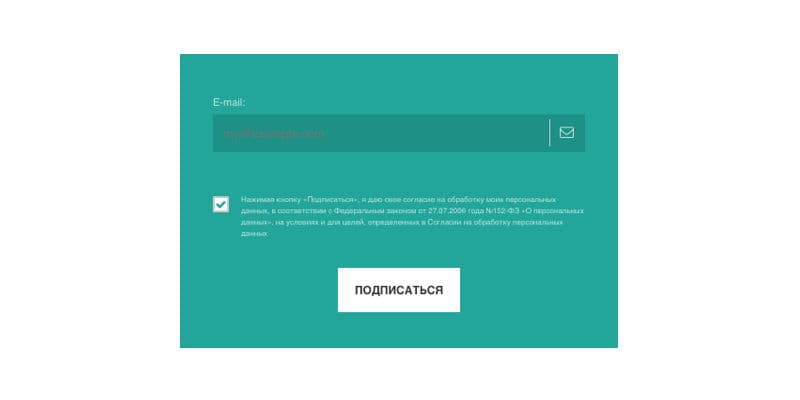 E-mail:
my@example.com
Нажимая кнопку «Подписаться», я даю свое согласие на обработку моих персональных
данных, в соответствии с Федеральным законом от 27.07.2006 года №152-ФЗ «О персональных
данных», на условиях и для целей, определенных в Согласии на обработку персональных
данных
ПОДПИСАТЬСЯ